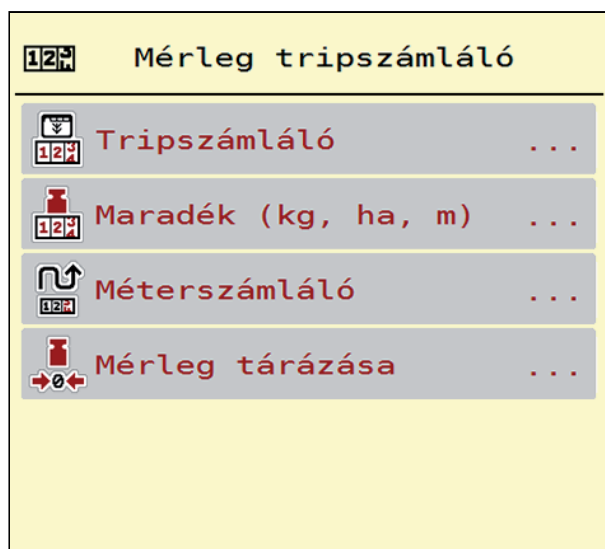 Mérleg tripszámláló
Tripszámláló ...
Maradék (kg, ha, m) ...
Méterszámláló ...
Mérleg tárázása ...